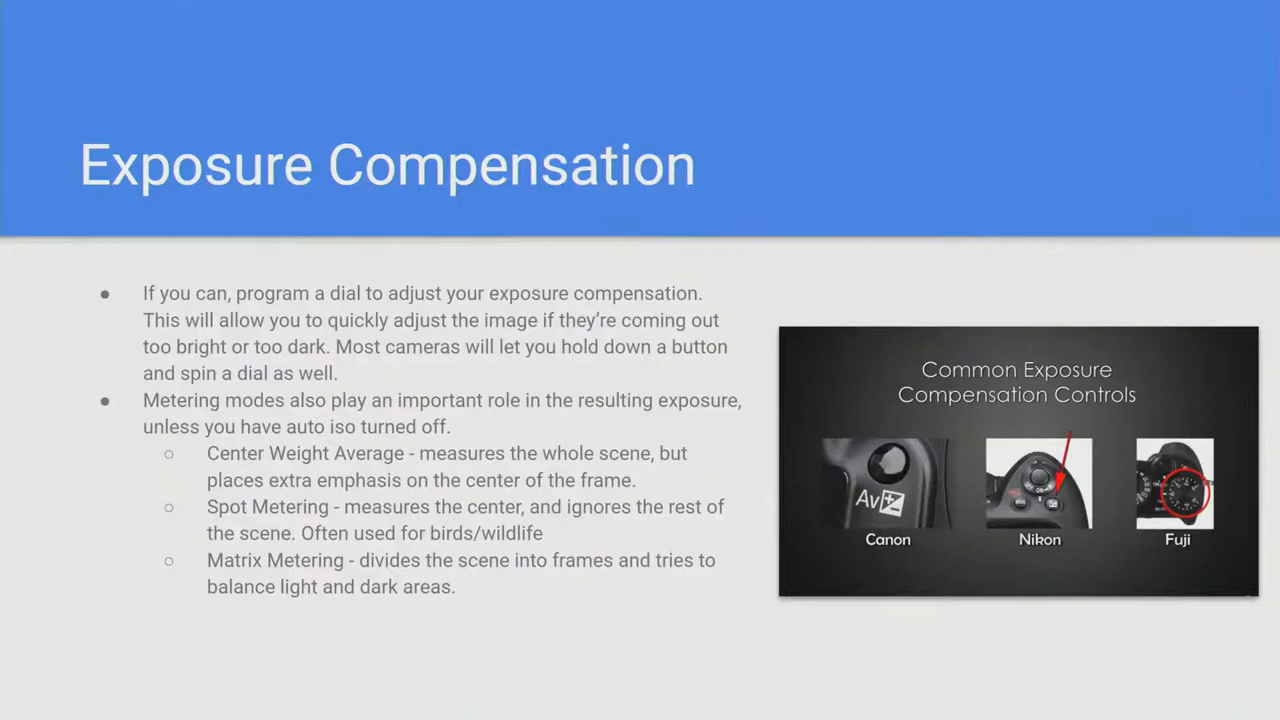 Exposure Compensation
● If you can, program a dial to adjust your exposure compensation.
This will allow you to quickly adjust the image if they’re coming out
too bright or too dark. Most cameras will let you hold down a button
and spin a dial as well.
● Metering modes also play an important role in the resulting exposure,
unless you have auto iso turned off.
○ Center Weight Average - measures the whole scene, but
places extra emphasis on the center of the frame.
○ Spot Metering - measures the center, and ignores the rest of
the scene. Often used for birds/wildlife
○ Matrix Metering - divides the scene into frames and tries to
balance light and dark areas.
Common Exposure
Compensation Controls
Av
Canon
Nikon
Fuji